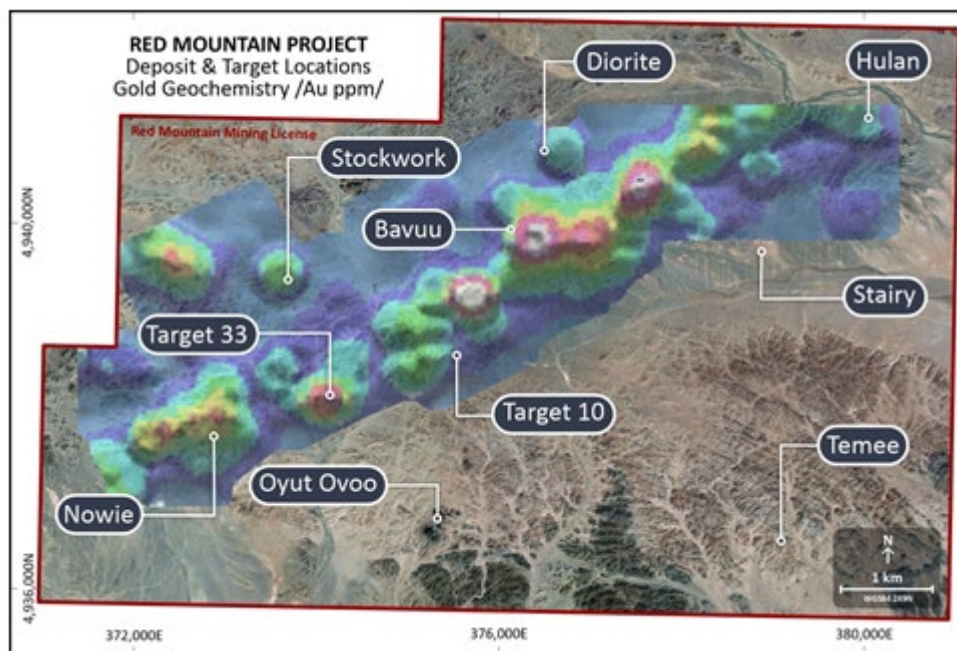 RED MOUNTAIN PROJECT
Deposit & Target Locations
Gold Geochemistry /Au ppm/
Red Mountain Mining License
Diorite
Hulan
Stockwork
Bavuu
4,940,000N
Stairy
Target 33
Target 10
Temee
Oyut Ovoo
Nowie
N
1 km
4,936,000N
372,000E
376,000E
380,000E